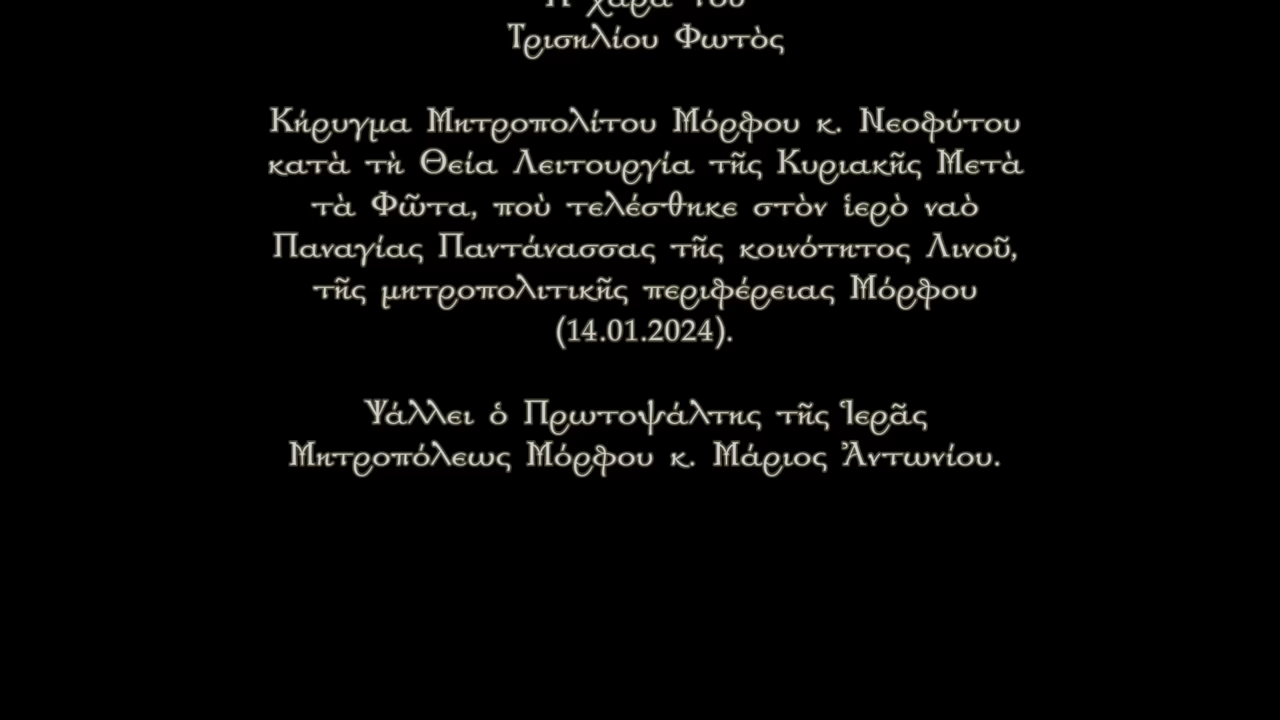 Ἡ χαρὰ τοῦ
Τρισηλίου Φωτὸς
Κήρυγμα Μητροπολίτου Μόρφου κ. Νεοφύτου
κατὰ τὴ Θεία Λειτουργία τῆς Κυριακῆς Μετὰ
τὰ Φῶτα, ποὺ τελέσθηκε στὸν ἱερὸ ναὸ
Παναγίας Παντάνασσας τῆς κοινότητος Λινοῦ,
τῆς μητροπολιτικῆς περιφέρειας Μόρφου
(14.01.2024).
Ψάλλει ὁ Πρωτοψάλτης τῆς Ἱερᾶς
Μητροπόλεως Μόρφου κ. Μάριος Ἀντωνίου.